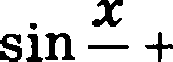 sin x/ +